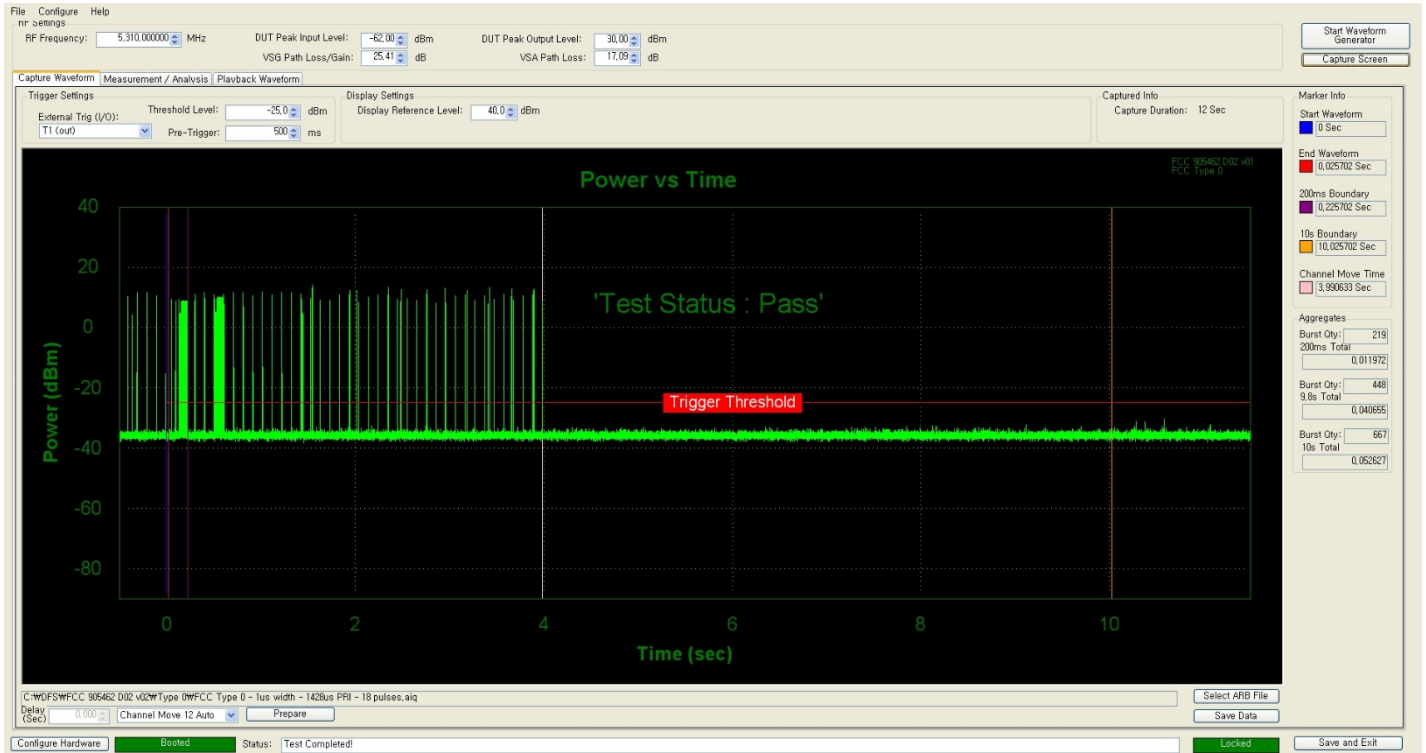 File Configure Help
RF Settings
RF Frequency: 5,310,000000 MHz DUT Peak Input Level: -62,00 dBm DUT Peak Output Level: 30,00 dBm
VSG Path Loss/Gain: 25,41 dB VSA Path Loss: 17,09 dB
Start Waveform Generator
Capture Screen
Capture Waveform Measurement / Analysis Playback Waveform
Trigger Settings
External Trig (I/O):
T1 (out)
Threshold Level: -25,0 dBm
Pre-Trigger: 500 ms
Display Settings
Display Reference Level: 40,0 dBm
Captured Info
Capture Duration: 12 Sec
FCC 905462 D02 v01
FCC Type 0
Power vs Time
40
20
0
-20
-40
-60
-80
Power (dBm)
'Test Status : Pass'
Trigger Threshold
0 2 4 6 8 10
Time (sec)
Marker Info
Start Waveform
0 Sec
End Waveform
0,025702 Sec
200ms Boundary
0,225702 Sec
10s Boundary
10,025702 Sec
Channel Move Time
3,990633 Sec
Aggregates
Burst Qty: 219
200ms Total
0,011972
Burst Qty: 448
9,8s Total
0,040655
Burst Qty: 667
10s Total
0,052627
C:₩DFS₩FCC 905462 D02 v02₩Type 0₩FCC Type 0 - 1us width - 1428us PRI - 18 pulses,aiq
Select ARB File
Delay (Sec) 0,000 Channel Move 12 Auto Prepare
Save Data
Configure Hardware Booted Status: Test Completed! Locked Save and Exit